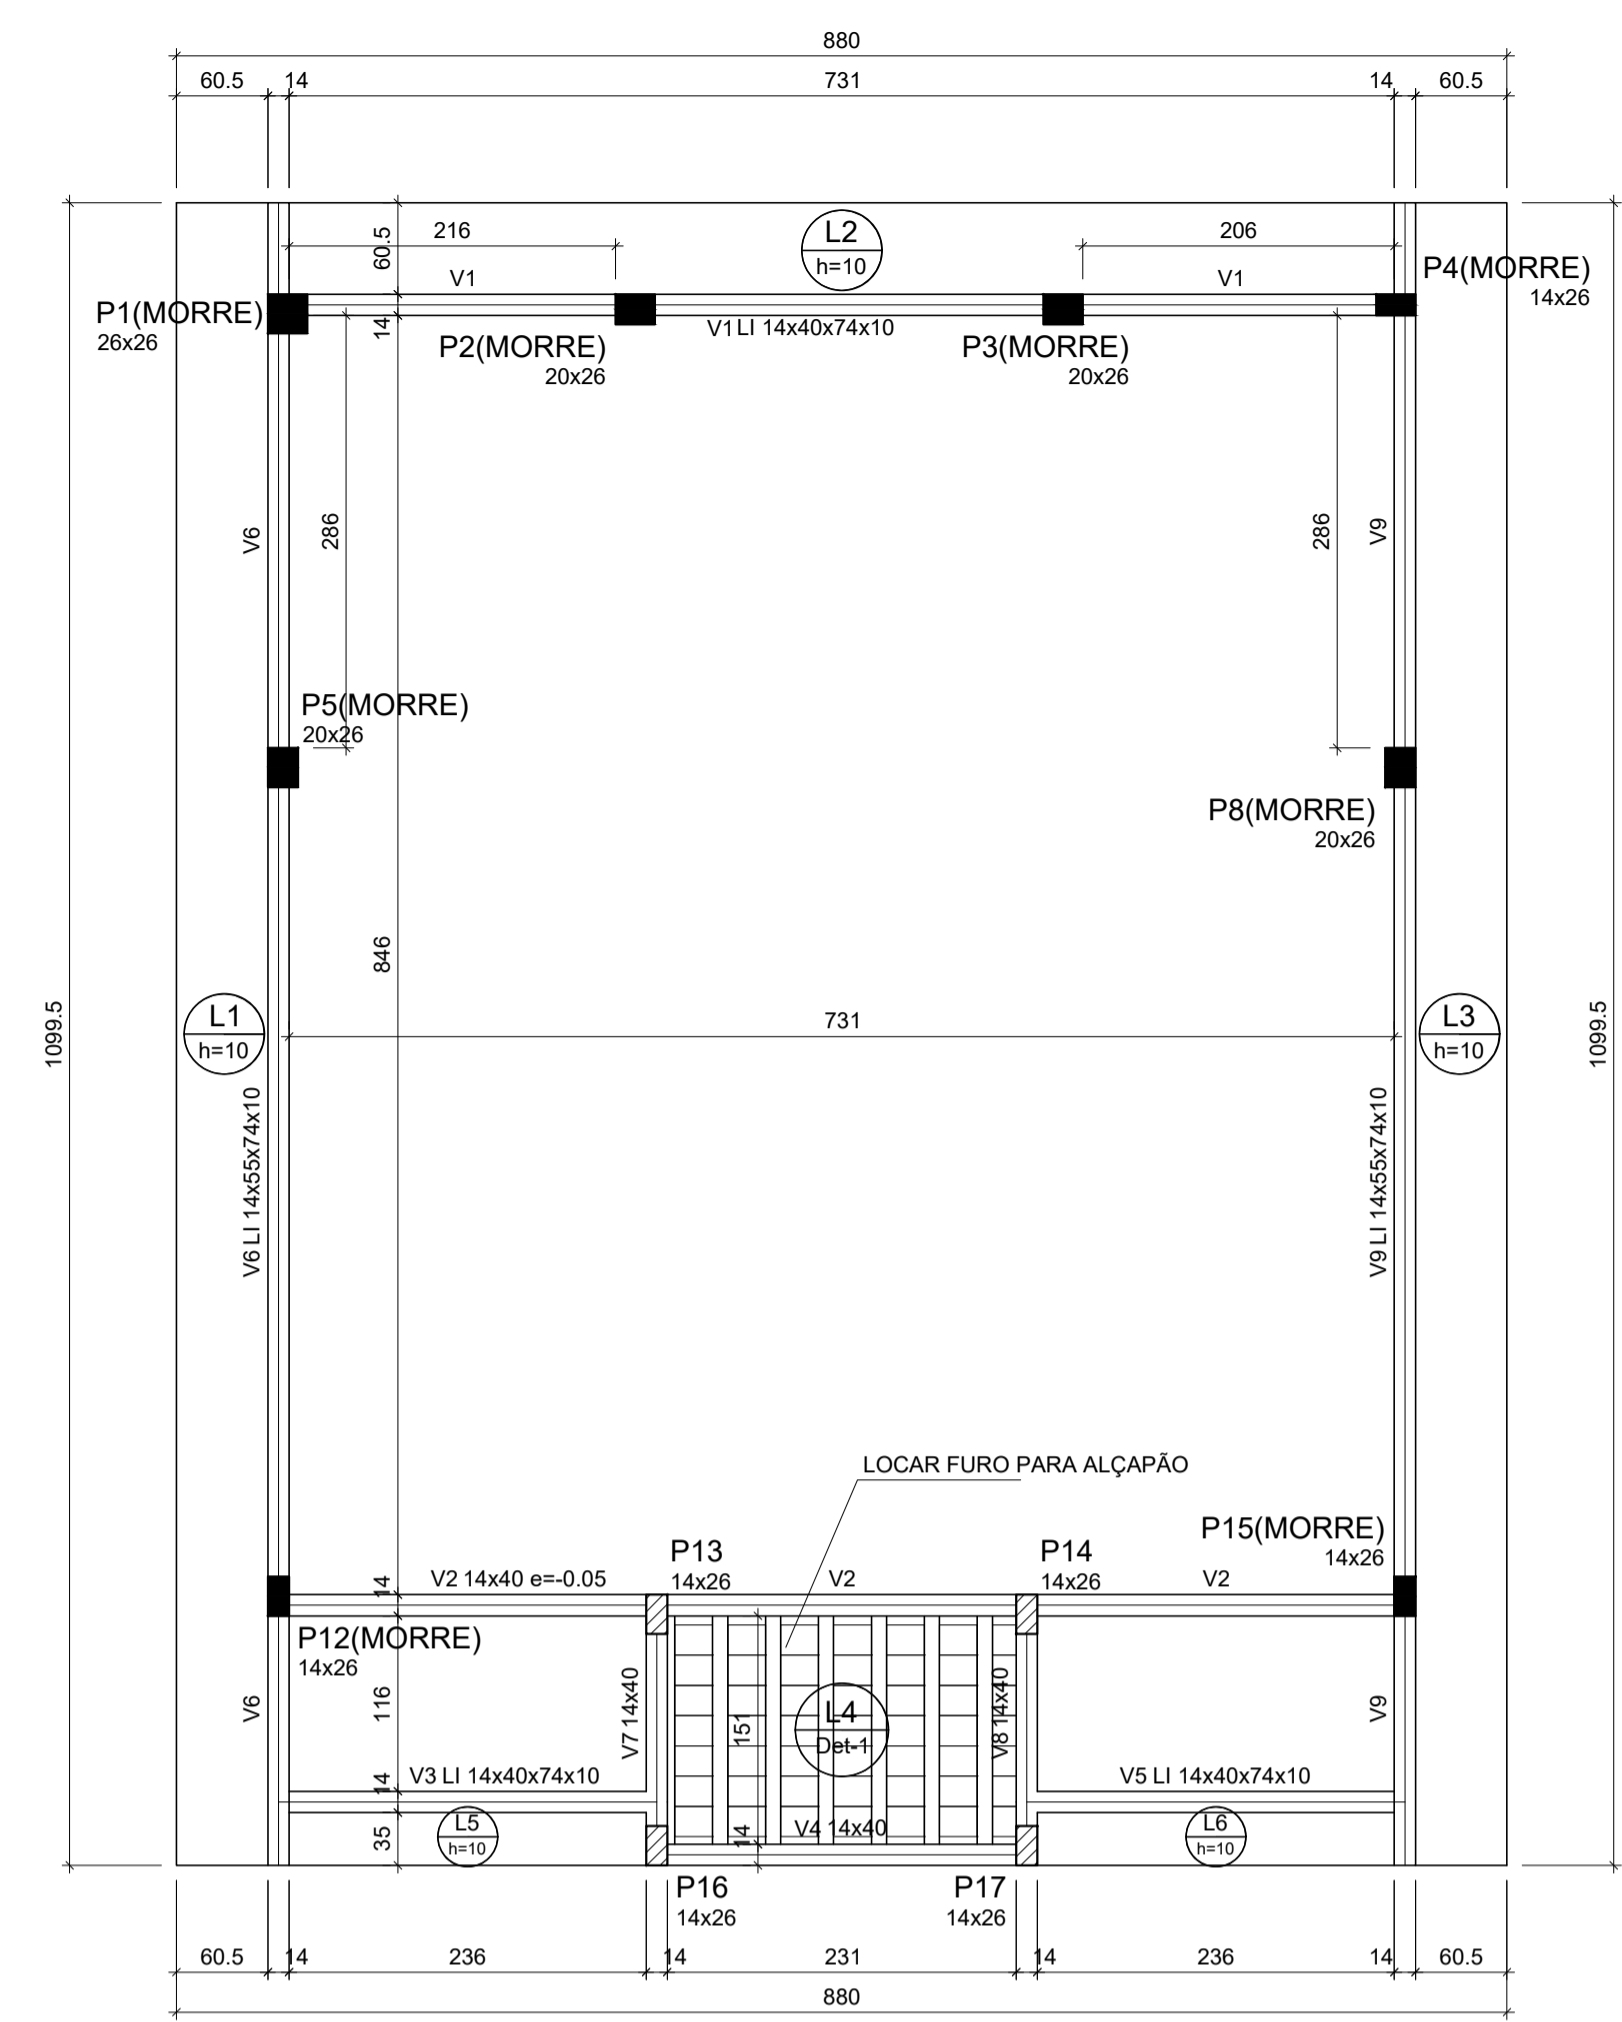 880
60.5 14 731 14 60.5
216 L2 206
h=10
60.5
V1 V1
P1(MORRE)
26x26
P4(MORRE)
14x26
14
V1 LI 14x40x74x10
P2(MORRE)
20x26
P3(MORRE)
20x26
V6 286 286 V9
P5(MORRE)
20x26
P8(MORRE)
20x26
846
1099.5
L1
h=10
731
L3
h=10
1099.5
V6 LI 14x55x74x10
V9 LI 14x55x74x10
LOCAR FURO PARA ALÇAPÃO
P15(MORRE)
14x26
P13
14x26
P14
14x26
14
V2 14x40 e=-0.05 V2 V2
P12(MORRE)
14x26
V6 116 V7 14x40 151 L4 V8 14x40 V9
Det-1
14
V3 LI 14x40x74x10 V5 LI 14x40x74x10
35
L5
h=10
14
V4 14x40
L6
h=10
P16
14x26
P17
14x26
60.5 14 236 14 231 14 236 14 60.5
880